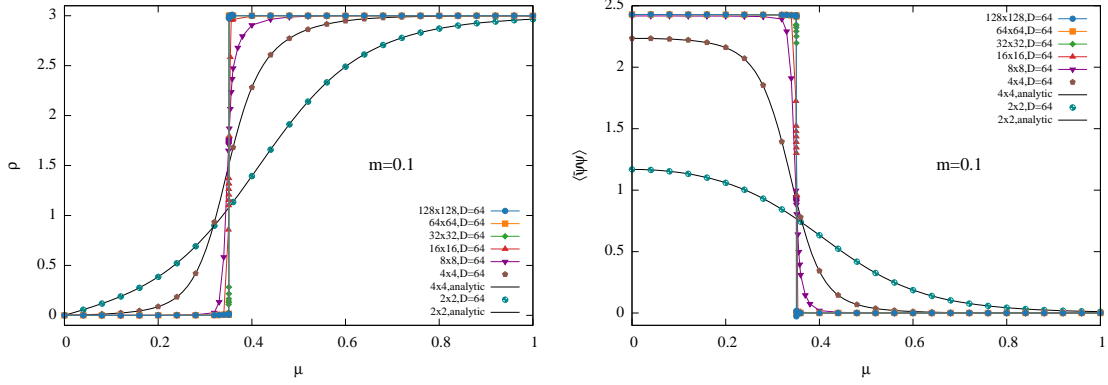 3
2.5
2
1.5
1
0.5
0
ρ
m=0.1
128x128,D=64
64x64,D=64
32x32,D=64
16x16,D=64
8x8,D=64
4x4,D=64
4x4,analytic
2x2,D=64
2x2,analytic
0 0.2 0.4 0.6 0.8 1
μ
2.5
2
1.5
1
0.5
0
⟨ψ̄ψ⟩
128x128,D=64
64x64,D=64
32x32,D=64
16x16,D=64
8x8,D=64
4x4,D=64
4x4,analytic
2x2,D=64
2x2,analytic
m=0.1
0 0.2 0.4 0.6 0.8 1
μ